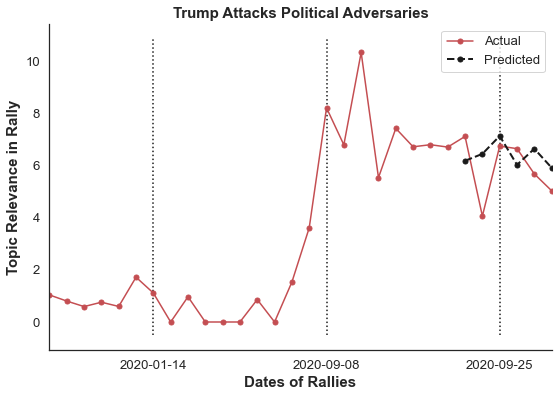 Trump Attacks Political Adversaries
Actual
Predicted
Topic Relevance in Rally
10
8
6
4
2
0
2020-01-14
2020-09-08
2020-09-25
Dates of Rallies